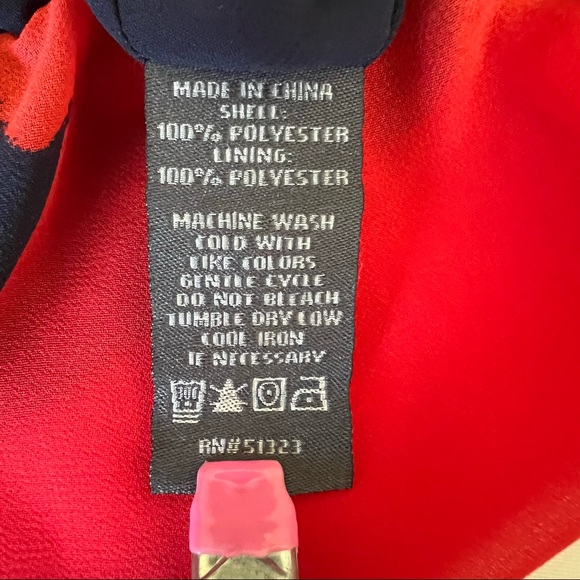 MADE IN CHINA
SHELL:
100% POLYESTER
LINING:
100% POLYESTER
MACHINE WASH
COLD WITH
LIKE COLORS
GENTLE CYCLE
DO NOT BLEACH
TUMBLE DRY LOW
COOL IRON
IF NECESSARY
RN#51323